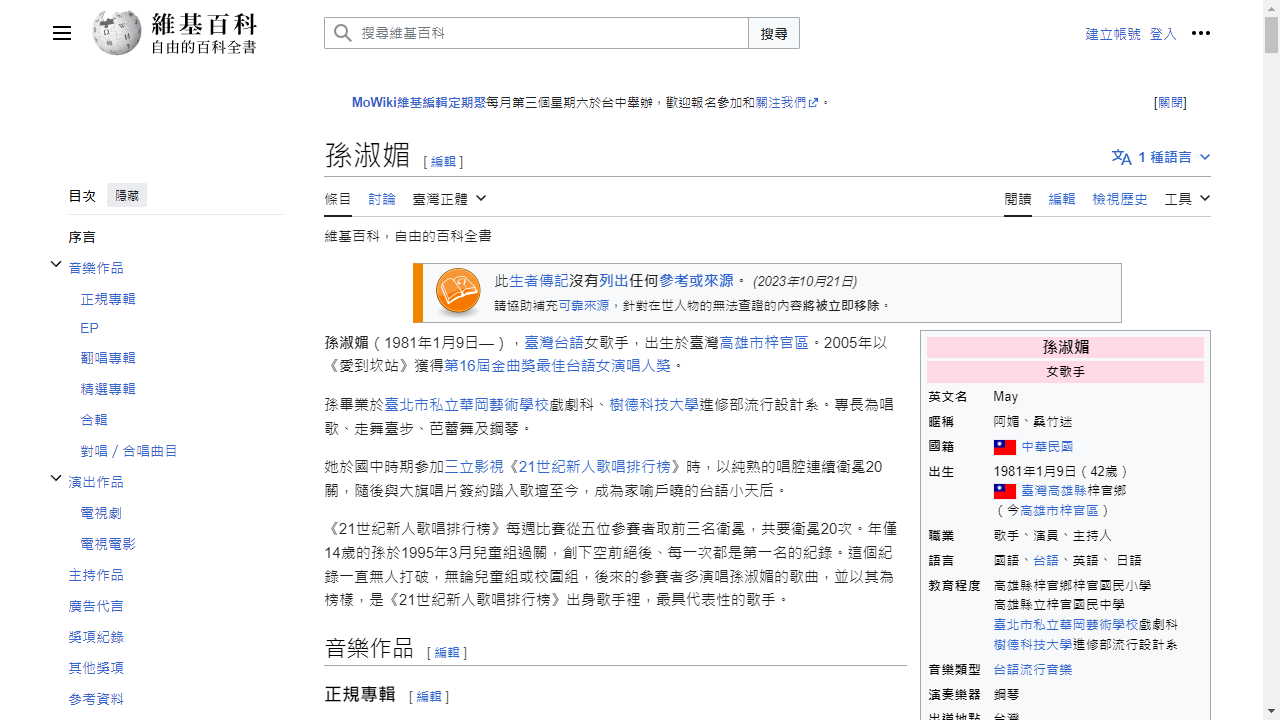 維基百科
自由的百科全書
搜尋維基百科
搜尋
建立帳號 登入
MoWiki維基編輯定期聚每月第三個星期六於台中舉辦，歡迎報名參加和關注我們。
[關閉]
孫淑媚 [編輯]
1 種語言
目次 隱藏
條目 討論 臺灣正體
閱讀 編輯 檢視歷史 工具
維基百科，自由的百科全書
序言
音樂作品
正規專輯
EP
翻唱專輯
精選專輯
合輯
對唱 / 合唱曲目
演出作品
電視劇
電視電影
主持作品
廣告代言
獎項紀錄
其他獎項
參考資料
此生者傳記沒有列出任何參考或來源。 (2023年10月21日)
請協助補充可靠來源，針對在世人物的無法查證的內容將被立即移除。
孫淑媚（1981年1月9日—），臺灣台語女歌手，出生於臺灣高雄市梓官區。2005年以
《愛到坎站》獲得第16屆金曲獎最佳台語女演唱人獎。
孫畢業於臺北市私立華岡藝術學校戲劇科、樹德科技大學進修部流行設計系。專長為唱
歌、走舞臺步、芭蕾舞及鋼琴。
她於國中時期參加三立影視《21世紀新人歌唱排行榜》時，以純熟的唱腔連續衛冕20
關，隨後與大旗唱片簽約踏入歌壇至今，成為家喻戶曉的台語小天后。
《21世紀新人歌唱排行榜》每週比賽從五位參賽者取前三名衛冕，共要衛冕20次。年僅
14歲的孫於1995年3月兒童組過關，創下空前絕後、每一次都是第一名的紀錄。這個紀
錄一直無人打破，無論兒童組或校園組，後來的參賽者多演唱孫淑媚的歌曲，並以其為
榜樣，是《21世紀新人歌唱排行榜》出身歌手裡，最具代表性的歌手。
音樂作品 [編輯]
正規專輯 [編輯]
孫淑媚
女歌手
英文名 May
暱稱 阿媚、桑竹迷
國籍 中華民國
出生 1981年1月9日（42歲）
臺灣高雄縣梓官鄉
（今高雄市梓官區）
職業 歌手、演員、主持人
語言 國語、台語、英語、 日語
教育程度 高雄縣梓官鄉梓官國民小學
高雄縣立梓官國民中學
臺北市私立華岡藝術學校戲劇科
樹德科技大學進修部流行設計系
音樂類型 台語流行音樂
演奏樂器 鋼琴
出道地點 台灣